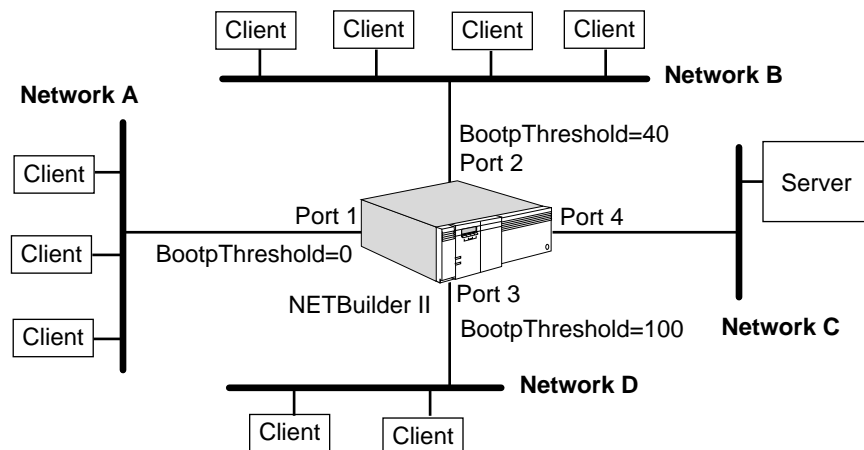 Client
Client
Client
Client
Network B
Network A
BootpThreshold=40
Port 2
Client
Server
Port 1
Port 4
Client
BootpThreshold=0
NETBuilder II
Port 3
BootpThreshold=100
Client
Network C
Network D
Client
Client